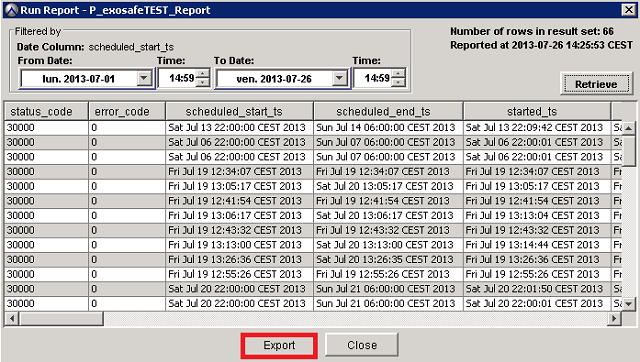 Run Report - P_exosafeTEST_Report
Filtered by
Date Column: scheduled_start_ts
From Date: Time: To Date: Time:
lun. 2013-07-01 14:59 ven. 2013-07-26 14:59
Number of rows in result set: 66
Reported at 2013-07-26 14:25:53 CEST
Retrieve
status_code error_code scheduled_start_ts scheduled_end_ts started_ts
30000 0 Sat Jul 13 22:00:00 CEST 2013 Sun Jul 14 06:00:00 CEST 2013 Sat Jul 13 22:09:42 CEST 2013 Sa
30000 0 Sat Jul 06 22:00:00 CEST 2013 Sun Jul 07 06:00:00 CEST 2013 Sat Jul 06 22:00:01 CEST 2013 Su
30000 0 Sat Jul 06 22:00:00 CEST 2013 Sun Jul 07 06:00:00 CEST 2013 Sat Jul 06 22:00:01 CEST 2013 Su
30000 0 Fri Jul 19 12:34:07 CEST 2013 Fri Jul 19 12:34:07 CEST 2013 Fri Jul 19 12:34:07 CEST 2013 Fr
30000 0 Fri Jul 19 13:05:17 CEST 2013 Sat Jul 20 13:05:17 CEST 2013 Fri Jul 19 13:05:17 CEST 2013 Fr
30000 0 Fri Jul 19 12:41:54 CEST 2013 Fri Jul 19 12:41:54 CEST 2013 Fri Jul 19 12:41:54 CEST 2013 Fr
30000 0 Fri Jul 19 13:06:17 CEST 2013 Sat Jul 20 13:06:17 CEST 2013 Fri Jul 19 13:13:04 CEST 2013 Fr
30000 0 Fri Jul 19 12:43:32 CEST 2013 Fri Jul 19 12:43:32 CEST 2013 Fri Jul 19 12:43:32 CEST 2013 Fr
30000 0 Fri Jul 19 13:13:00 CEST 2013 Sat Jul 20 13:13:00 CEST 2013 Fri Jul 19 13:14:44 CEST 2013 Fr
30000 0 Fri Jul 19 13:26:36 CEST 2013 Sat Jul 20 13:26:35 CEST 2013 Fri Jul 19 13:26:36 CEST 2013 Fr
30000 0 Fri Jul 19 12:55:26 CEST 2013 Fri Jul 19 12:55:26 CEST 2013 Fri Jul 19 12:55:26 CEST 2013 Fr
30000 0 Sat Jul 20 22:00:00 CEST 2013 Sun Jul 21 06:00:00 CEST 2013 Sat Jul 20 22:01:50 CEST 2013 Sa
30000 0 Sat Jul 20 22:00:00 CEST 2013 Sun Jul 21 06:00:00 CEST 2013 Sat Jul 20 22:00:01 CEST 2013 Sa
Export Close